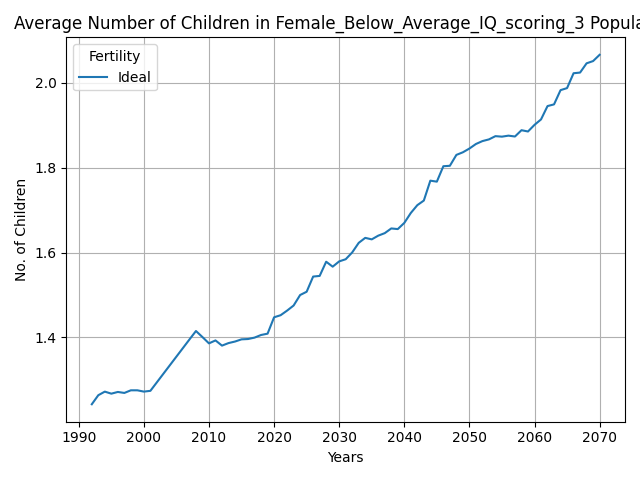 Average Number of Children in Female_Below_Average_IQ_scoring_3 Popula
Fertility
Ideal
No. of Children
2.0
1.8
1.6
1.4
1990 2000 2010 2020 2030 2040 2050 2060 2070
Years